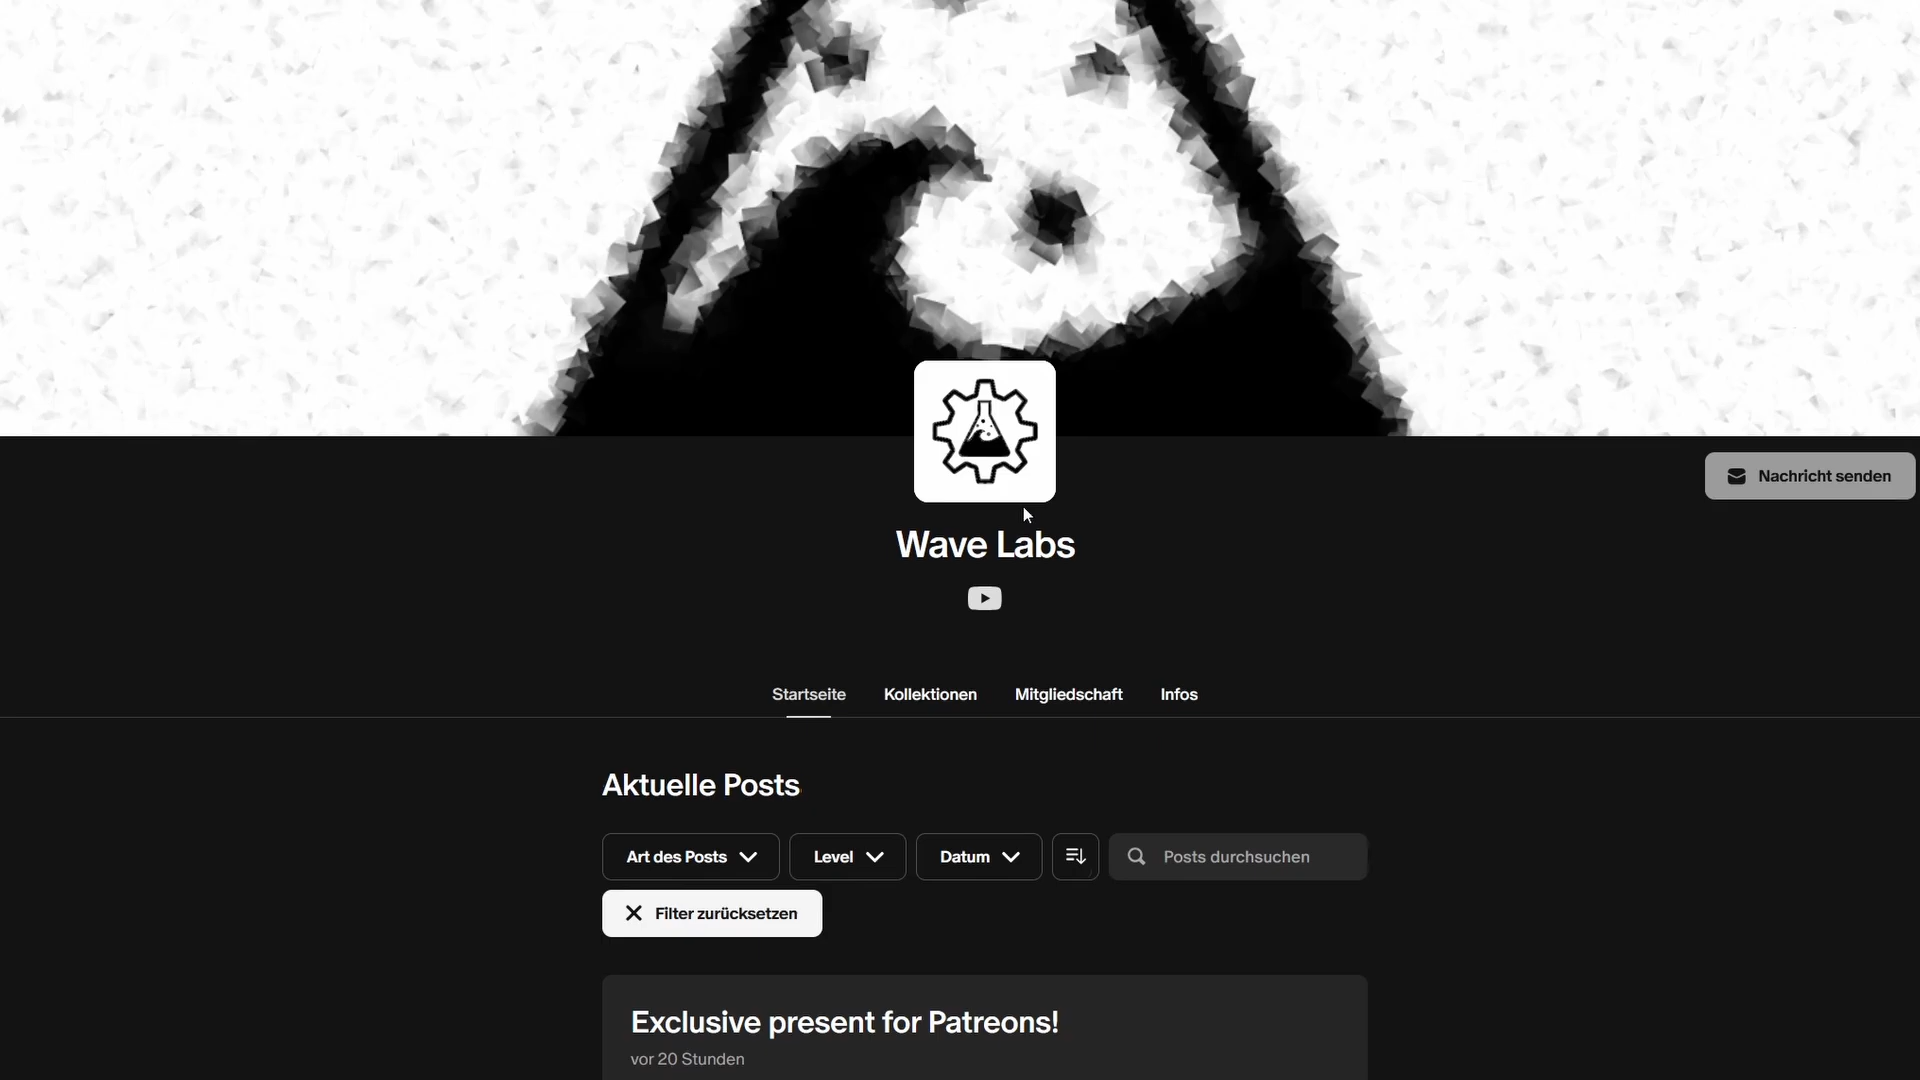 Nachricht senden
Wave Labs
Startseite Kollektionen Mitgliedschaft Infos
Aktuelle Posts
Art des Posts Level Datum Posts durchsuchen
Filter zurücksetzen
Exclusive present for Patreons!
vor 20 Stunden